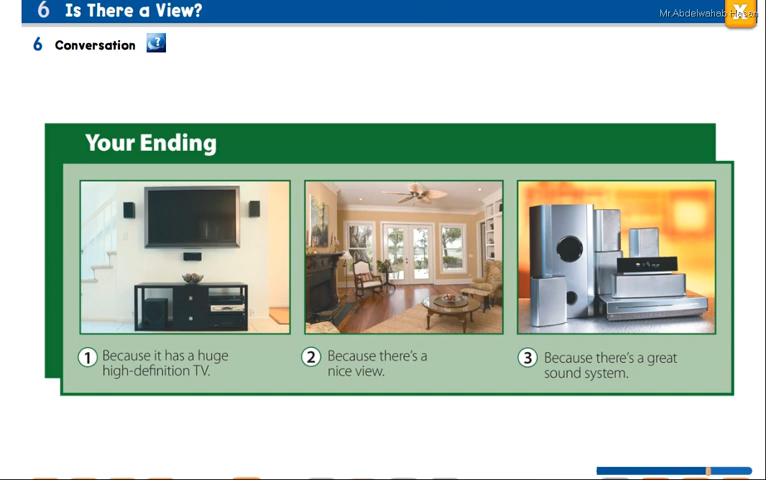 6 Is There a View?
Mr.Abdelwahab Hasan
6 Conversation
?
X
Your Ending
1 Because it has a huge
high-definition TV.
2 Because there's a
nice view.
3 Because there's a great
sound system.